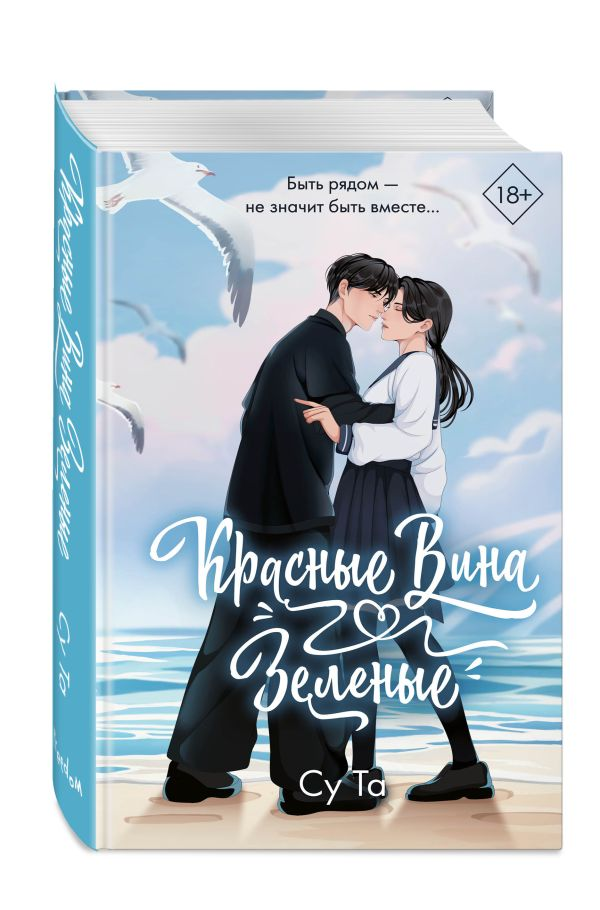 Быть рядом —
не значит быть вместе...
18+
Красные Вина
Зеленые
Су Та
Красные Вина Зеленые
Су Та